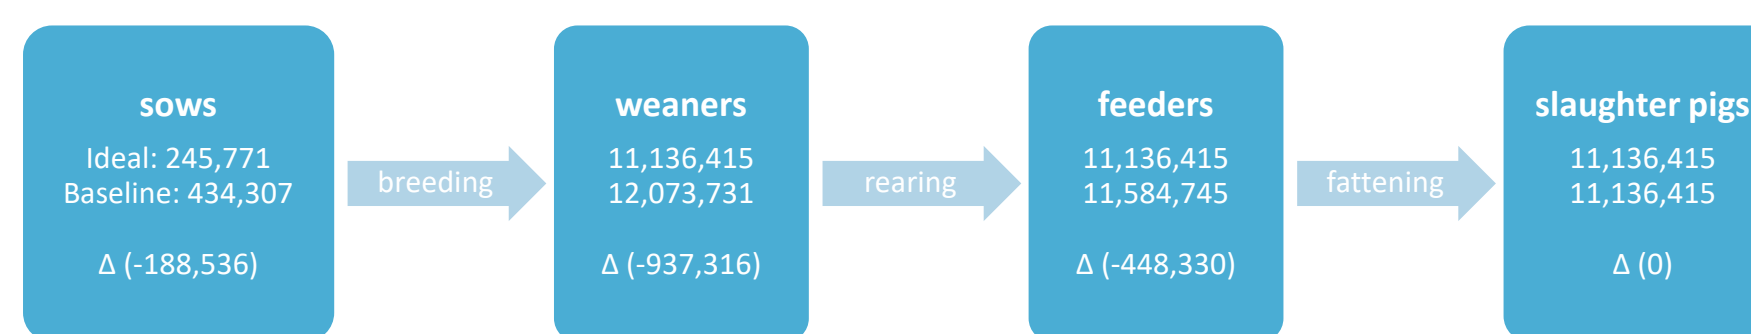 sows
Ideal: 245,771
Baseline: 434,307
Δ (-188,536)
breeding
weaners
11,136,415
12,073,731
Δ (-937,316)
rearing
feeders
11,136,415
11,584,745
Δ (-448,330)
fattening
slaughter pigs
11,136,415
11,136,415
Δ (0)